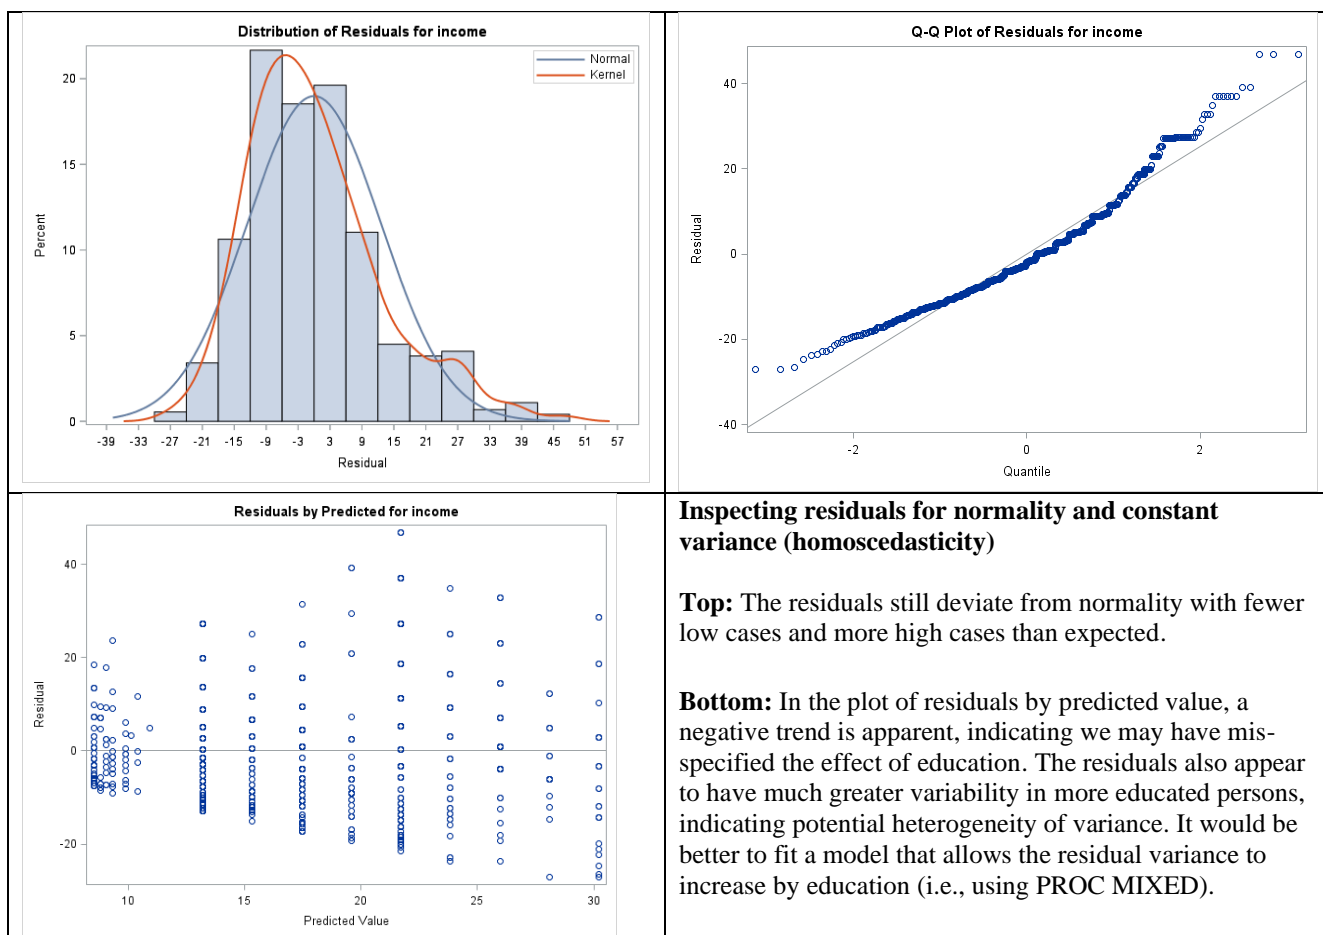 Distribution of Residuals for income
Normal
Kernel
20
15
10
5
0
Percent
-39 -33 -27 -21 -15 -9 -3 3 9 15 21 27 33 39 45 51 57
Residual
Q-Q Plot of Residuals for income
40
20
0
-20
-40
Residual
-2 0 2
Quantile
Residuals by Predicted for income
40
20
0
-20
Residual
10 15 20 25 30
Predicted Value
Inspecting residuals for normality and constant
variance (homoscedasticity)
Top: The residuals still deviate from normality with fewer
low cases and more high cases than expected.
Bottom: In the plot of residuals by predicted value, a
negative trend is apparent, indicating we may have mis-
specified the effect of education. The residuals also appear
to have much greater variability in more educated persons,
indicating potential heterogeneity of variance. It would be
better to fit a model that allows the residual variance to
increase by education (i.e., using PROC MIXED).